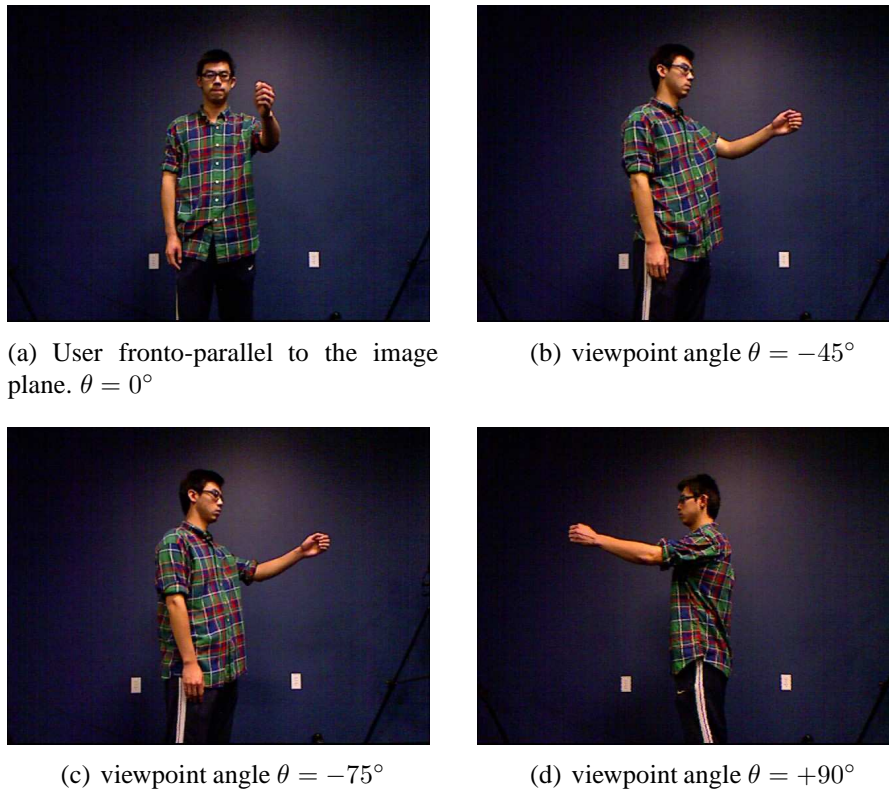 (a) User fronto-parallel to the image
plane. θ = 0°
(b) viewpoint angle θ = −45°
(c) viewpoint angle θ = −75°
(d) viewpoint angle θ = +90°